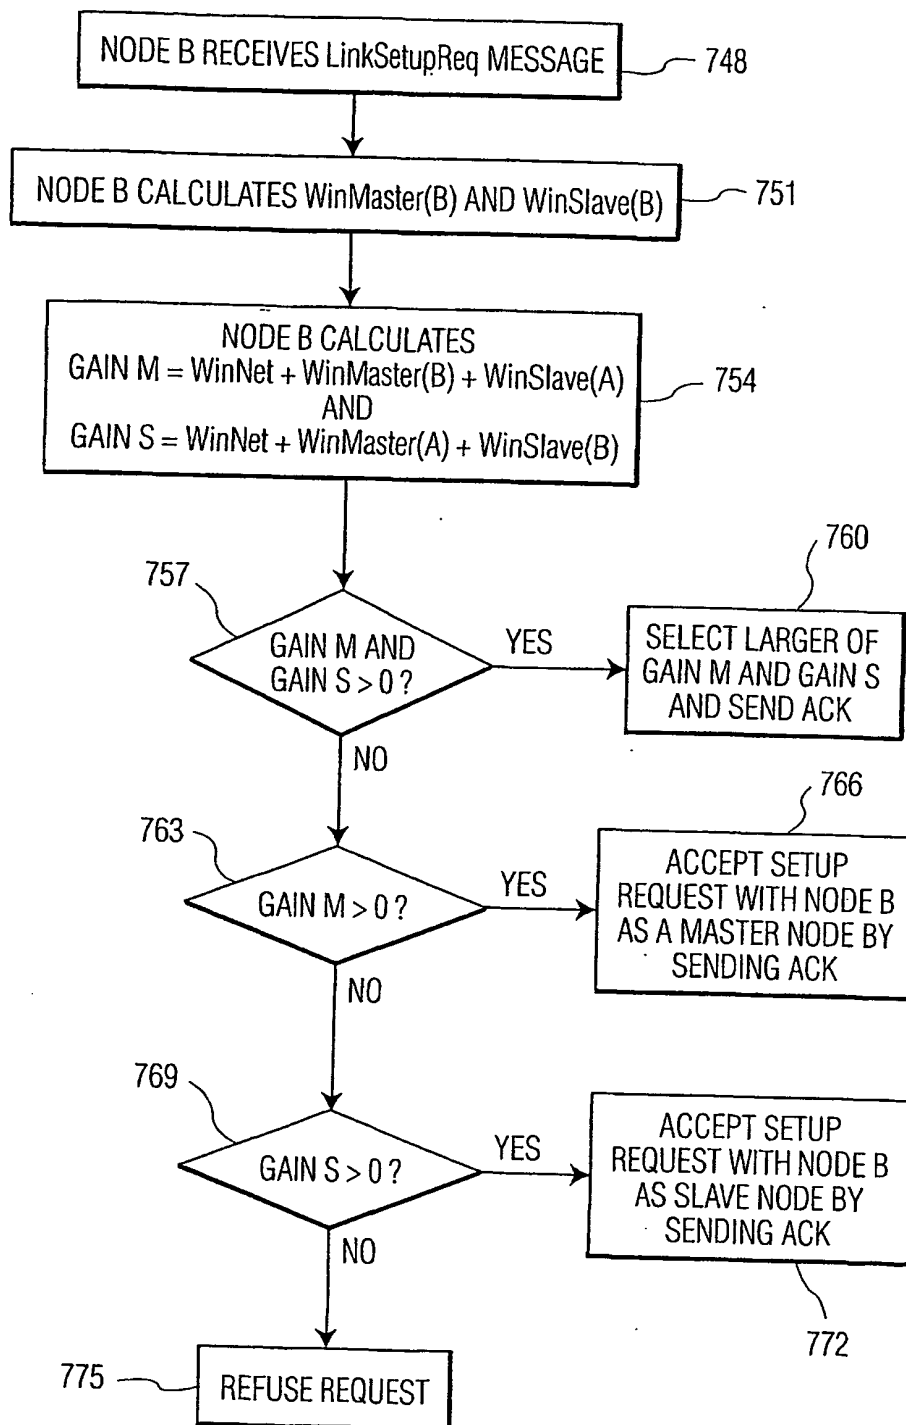 NODE B RECEIVES LinkSetupReq MESSAGE
748
NODE B CALCULATES WinMaster(B) AND WinSlave(B)
751
NODE B CALCULATES
GAIN M = WinNet + WinMaster(B) + WinSlave(A)
AND
GAIN S = WinNet + WinMaster(A) + WinSlave(B)
754
757
GAIN M AND
GAIN S > 0 ?
YES
760
SELECT LARGER OF
GAIN M AND GAIN S
AND SEND ACK
NO
763
GAIN M > 0 ?
YES
766
ACCEPT SETUP
REQUEST WITH NODE B
AS A MASTER NODE BY
SENDING ACK
NO
769
GAIN S > 0 ?
YES
ACCEPT SETUP
REQUEST WITH NODE B
AS SLAVE NODE BY
SENDING ACK
772
NO
775
REFUSE REQUEST